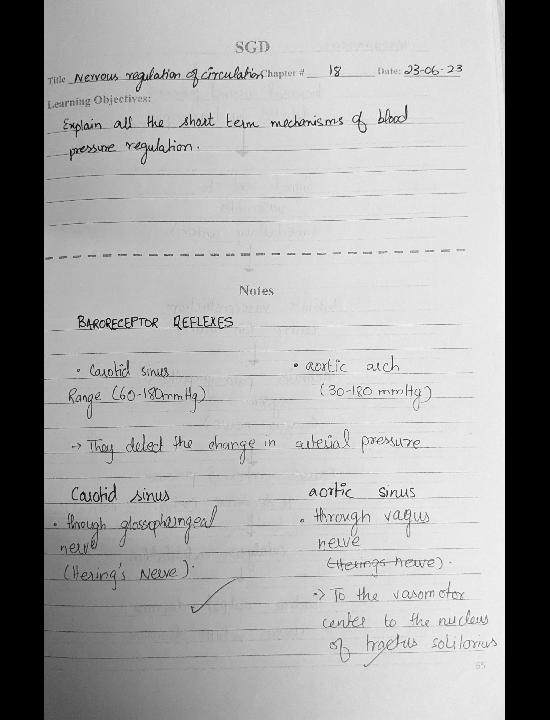 SGD
Title Nervous regulation of circulation Chapter # 18 Date: 23-06-23
Learning Objectives:
Explain all the short term mechanisms of blood
pressure regulation.
Notes
BARORECEPTOR REFLEXES
• Carotid sinus • aortic arch
Range (60-180mmHg) (30-180 mmHg)
-> They detect the change in arterial pressure
Carotid sinus aortic sinus
• through glossopharngeal • through vagus
nerve nerve
(Hering's Nerve). (Herings nerve).
-> To the vasomotor
center to the nucleus
of tractus solitarius
65